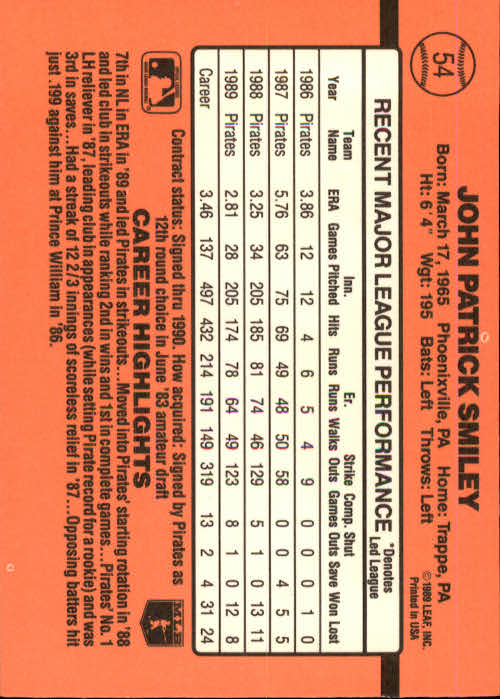 54
JOHN PATRICK SMILEY
Born: March 17, 1965 Phoenixville, PA Home: Trappe, PA
Ht: 6'4" Wgt: 195 Bats: Left Throws: Left
©1989 LEAF, INC.
Printed in USA
RECENT MAJOR LEAGUE PERFORMANCE *Denotes Led League
Year Team Name ERA Games Inn. Pitched Hits Runs Er. Runs Walks Strike Outs Comp. Games Shut Outs Save Won Lost
1986 Pirates 3.86 12 12 4 6 5 4 9 0 0 0 1 0
1987 Pirates 5.76 63 75 69 49 48 50 58 0 0 4 5 5
1988 Pirates 3.25 34 205 185 81 74 46 129 5 1 0 13 11
1989 Pirates 2.81 28 205 174 78 64 49 123 8 1 0 12 8
Career 3.46 137 497 432 214 191 149 319 13 2 4 31 24
Contract status: Signed thru 1990. How acquired: Signed by Pirates as
12th round choice in June '83 amateur draft
CAREER HIGHLIGHTS
MLB
7th in NL in ERA in '89 and led Pirates in strikeouts...Moved into Pirates' starting rotation in '88
and led club in strikeouts while ranking 2nd in wins and 1st in complete games...Pirates' No. 1
LH reliever in '87, leading club in appearances (while setting Pirate record for a rookie) and was
3rd in saves...Had a streak of 12 2/3 innings of scoreless relief in '87...Opposing batters hit
just .199 against him at Prince William in '86.